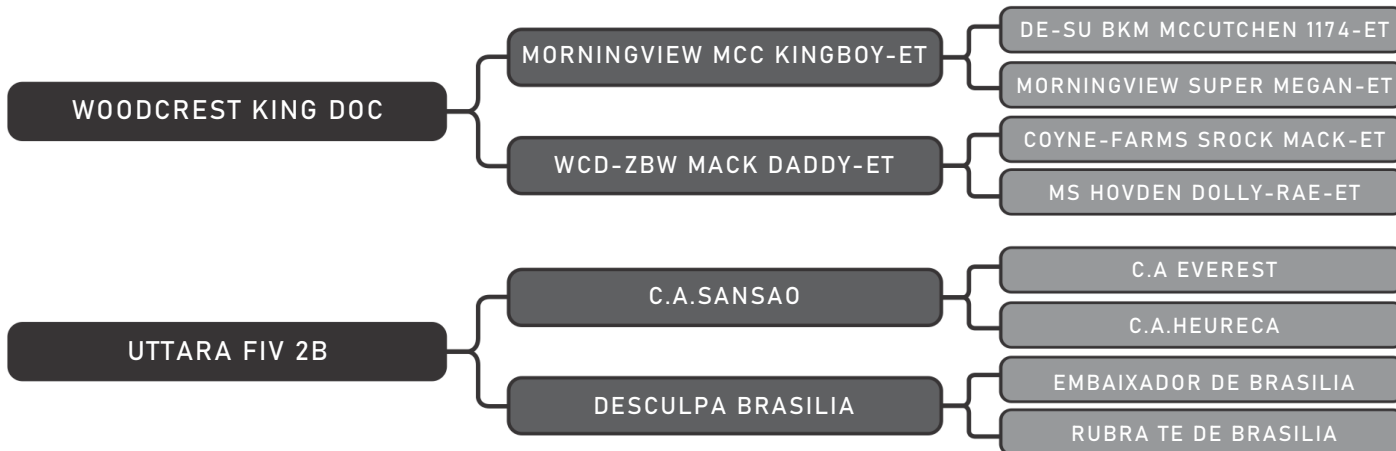 WOODCREST KING DOC
MORNINGVIEW MCC KINGBOY-ET
DE-SU BKM MCCUTCHEN 1174-ET
MORNINGVIEW SUPER MEGAN-ET
WCD-ZBW MACK DADDY-ET
COYNE-FARMS SROCK MACK-ET
MS HOVDEN DOLLY-RAE-ET
UTTARA FIV 2B
C.A.SANSAO
C.A EVEREST
C.A.HEURECA
DESCULPA BRASILIA
EMBAIXADOR DE BRASILIA
RUBRA TE DE BRASILIA